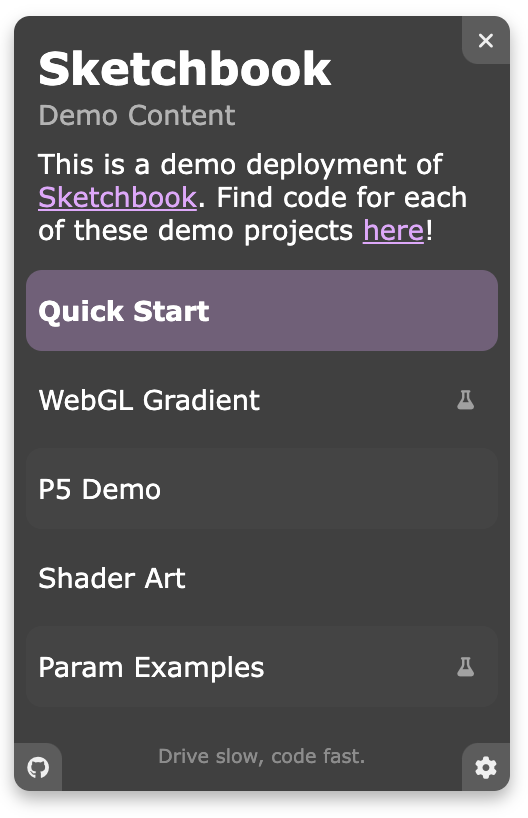 Sketchbook
Demo Content
This is a demo deployment of
Sketchbook. Find code for each
of these demo projects here!
Quick Start
WebGL Gradient
P5 Demo
Shader Art
Param Examples
Drive slow, code fast.